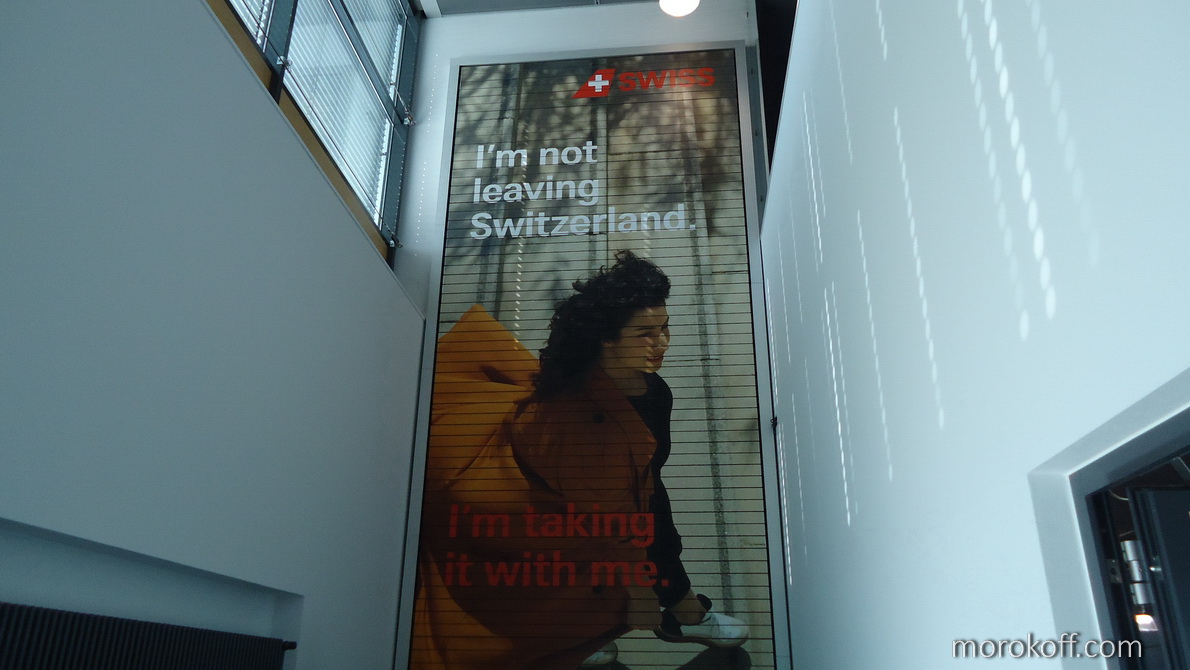 SWISS
I'm not
leaving
Switzerland.
I'm taking
it with me.
morokoff.com